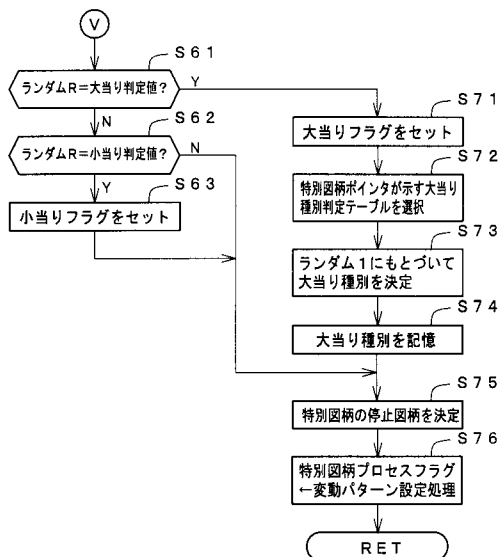 V
S61
ランダムR=大当り判定値?
Y
N
S62
ランダムR=小当り判定値?
N
Y
S63
小当りフラグをセット
S71
大当りフラグをセット
S72
特別図柄ポインタが示す大当り
種別判定テーブルを選択
S73
ランダム1にもとづいて
大当り種別を決定
S74
大当り種別を記憶
S75
特別図柄の停止図柄を決定
S76
特別図柄プロセスフラグ
←変動パターン設定処理
RET